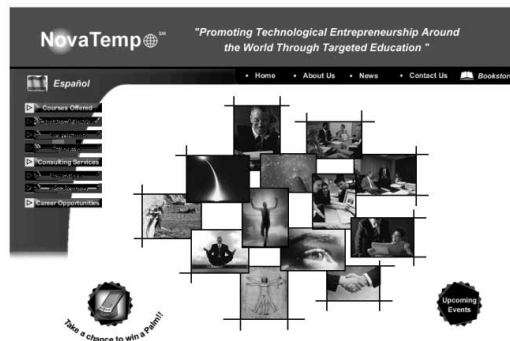 NovaTemp SM
"Promoting Technological Entrepreneurship Around
the World Through Targeted Education "
• Home • About Us • News • Contact Us Bookstore
Español
Courses Offered
Consulting Services
Career Opportunities
Take a chance to win a Palm!!
Upcoming
Events